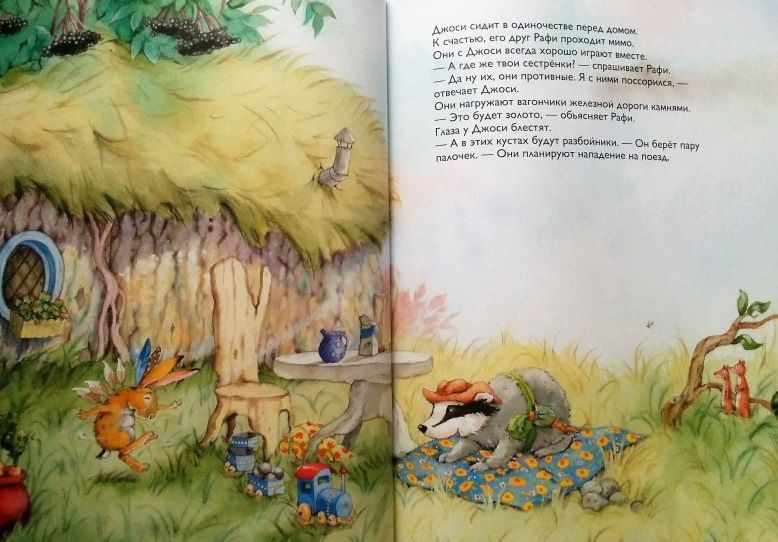 Джоси сидит в одиночестве перед домом.
К счастью, его друг Рафи проходит мимо.
Они с Джоси всегда хорошо играют вместе.
— А где же твои сестрёнки? — спрашивает Рафи.
— Да ну их, они противные. Я с ними поссорился, —
отвечает Джоси.
Они нагружают вагончики железной дороги камнями.
— Это будет золото, — объясняет Рафи.
Глаза у Джоси блестят.
— А в этих кустах будут разбойники. — Он берёт пару
палочек. — Они планируют нападение на поезд.